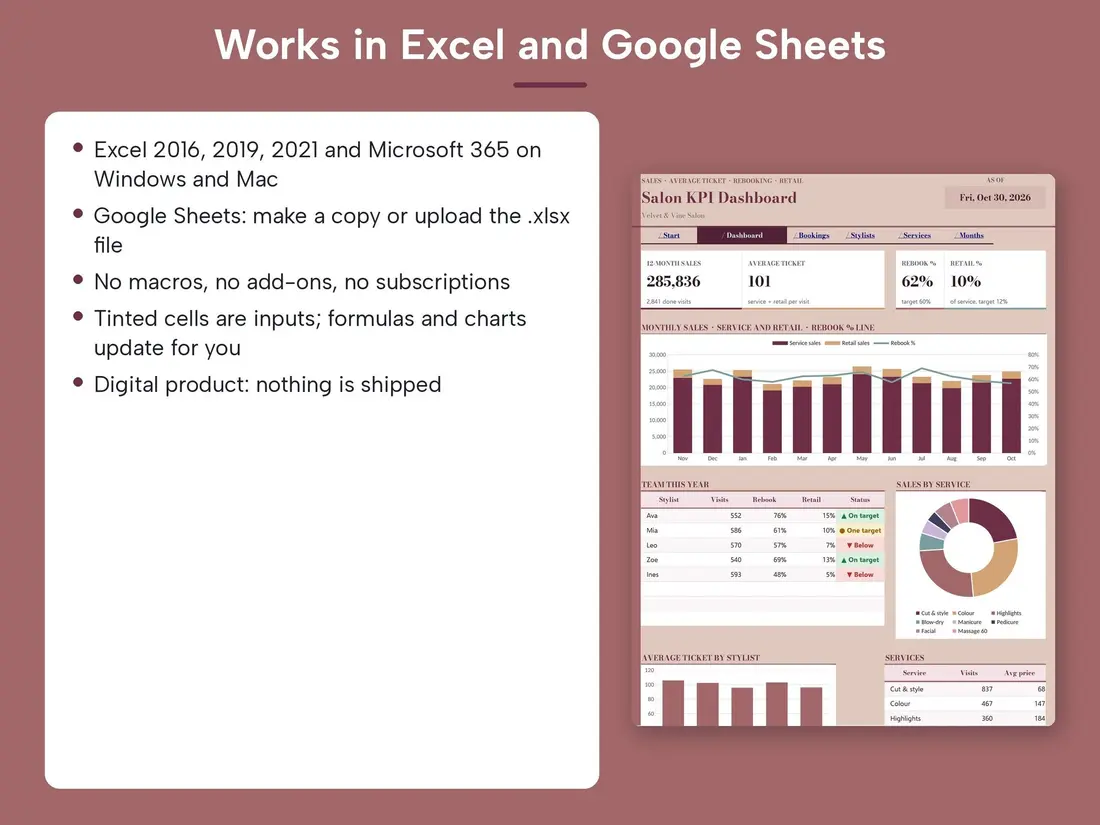 Works in Excel and Google Sheets
Excel 2016, 2019, 2021 and Microsoft 365 on
Windows and Mac
Google Sheets: make a copy or upload the .xlsx
file
No macros, no add-ons, no subscriptions
Tinted cells are inputs; formulas and charts
update for you
Digital product: nothing is shipped
SALES · AVERAGE TICKET · REBOOKING · RETAIL
AS OF
Salon KPI Dashboard
Fri, Oct 30, 2026
Velvet & Vine Salon
/ Start / Dashboard / Bookings / Stylists / Services / Months
12-MONTH SALES AVERAGE TICKET REBOOK % RETAIL %
285,836 101 62% 10%
2,841 done visits service + retail per visit target 60% of service, target 12%
MONTHLY SALES · SERVICE AND RETAIL · REBOOK % LINE
Service sales Retail sales Rebook %
30,000 80%
25,000 70%
20,000 60%
15,000 50%
10,000 40%
5,000 30%
0 20%
10%
0%
Nov Dec Jan Feb Mar Apr May Jun Jul Aug Sep Oct
TEAM THIS YEAR
Stylist Visits Rebook Retail Status
Ava 552 76% 15% ▲ On target
Mia 586 61% 10% ● One target
Leo 570 57% 7% ▼ Below
Zoe 540 69% 13% ▲ On target
Ines 593 48% 5% ▼ Below
SALES BY SERVICE
Cut & style Colour Highlights
Blow-dry Manicure Pedicure
Facial Massage 60
AVERAGE TICKET BY STYLIST
120
100
80
60
SERVICES
Service Visits Avg price
Cut & style 837 68
Colour 467 147
Highlights 360 184